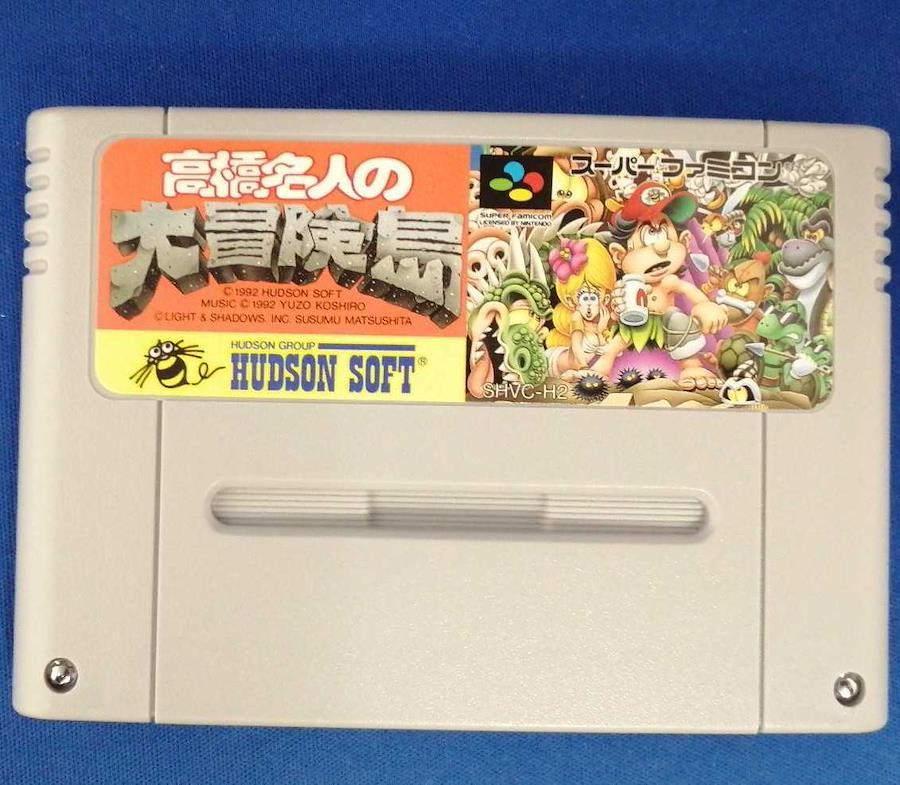 高橋名人の
大冒険島
©1992 HUDSON SOFT
MUSIC © 1992 YUZO KOSHIRO
©LIGHT & SHADOWS. INC. SUSUMU MATSUSHITA
HUDSON GROUP
HUDSON SOFT®
スーパーファミコン
SUPER FAMICOM
LICENSED BY NINTENDO
SHVC-H2